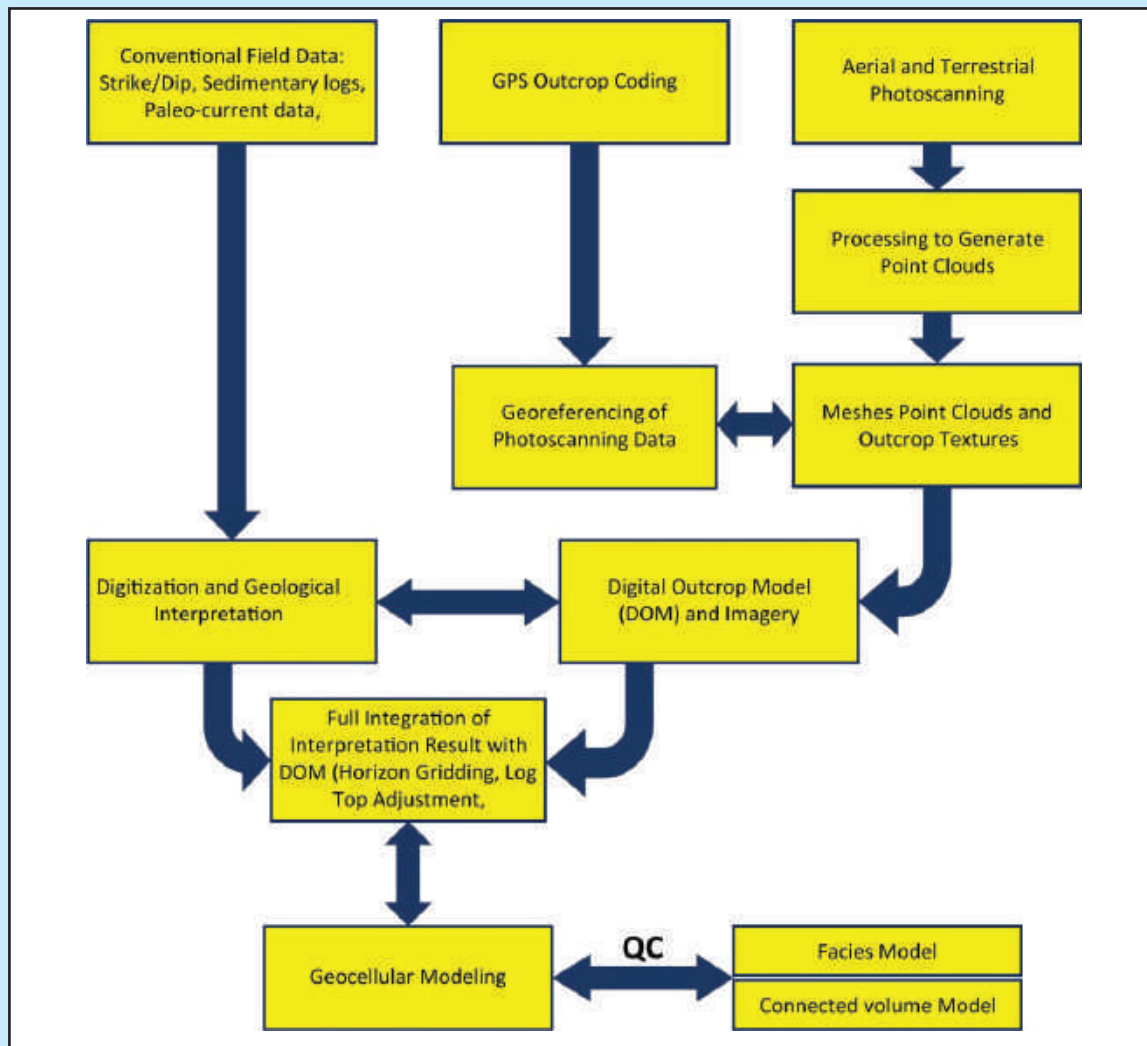 Conventional Field Data:
Strike/Dip, Sedimentary logs,
Paleo-current data,
GPS Outcrop Coding
Aerial and Terrestrial
Photoscanning
Processing to Generate
Point Clouds
Georeferencing of
Photoscanning Data
Meshes Point Clouds and
Outcrop Textures
Digitization and Geological
Interpretation
Digital Outcrop Model
(DOM) and Imagery
Full Integration of
Interpretation Result with
DOM (Horizon Gridding, Log
Top Adjustment,
Geocellular Modeling
QC
Facies Model
Connected volume Model